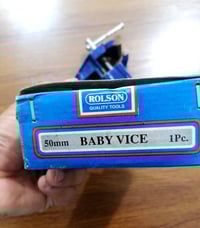 ROLSON
QUALITY TOOLS
50mm BABY VICE 1Pc.